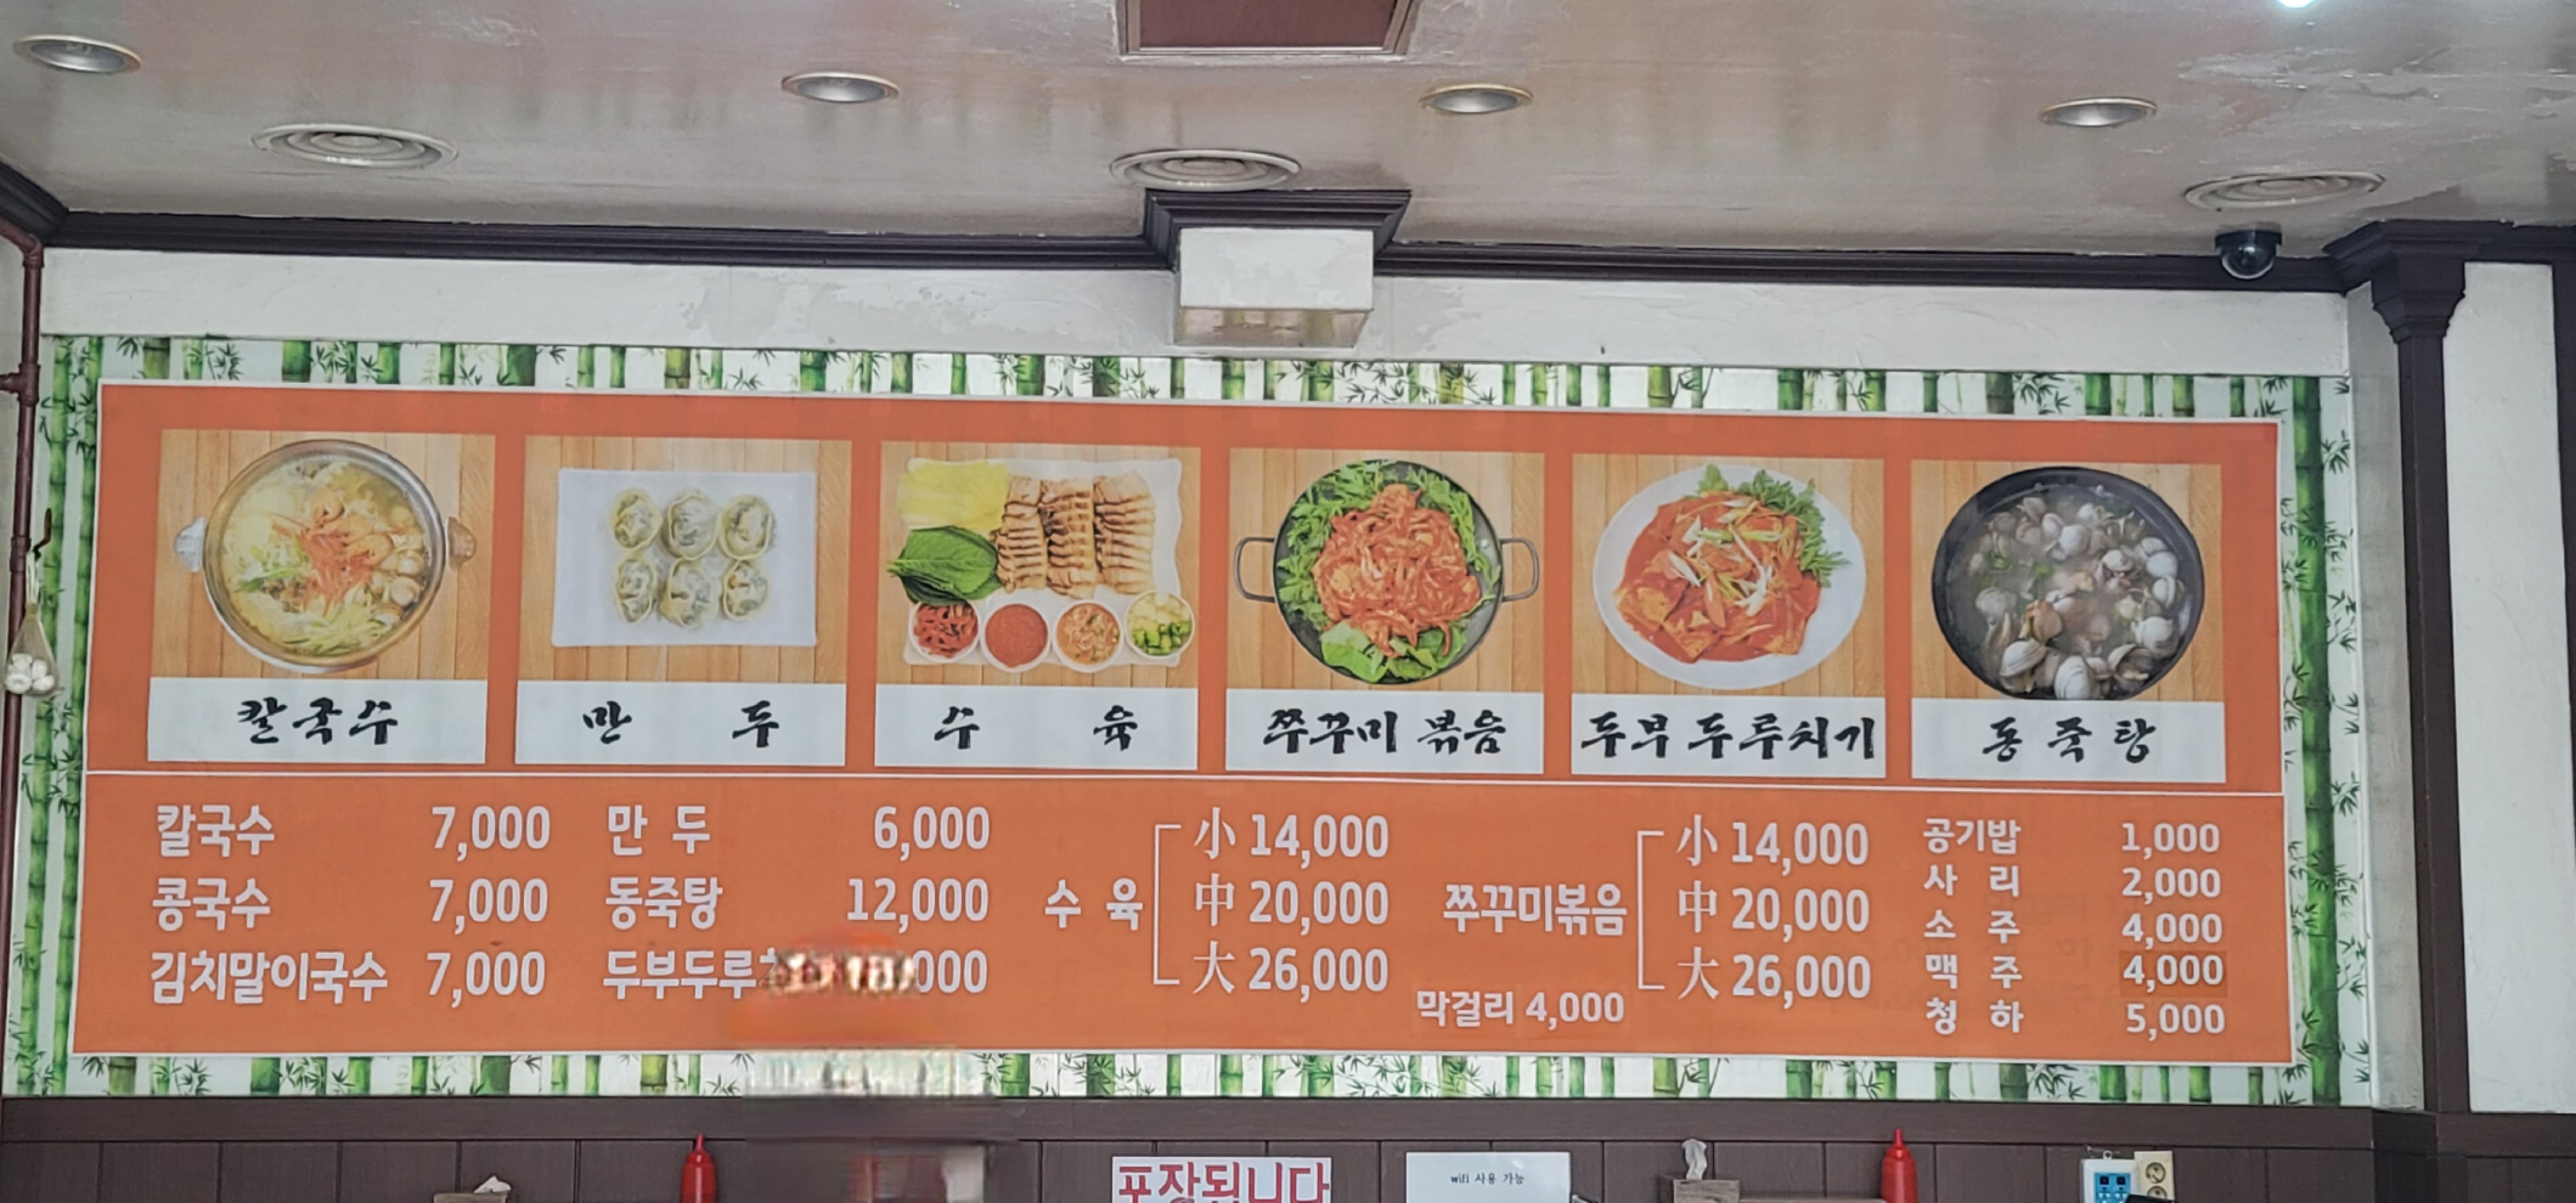 칼국수
만 두
수 육
쭈꾸미 볶음
두부 두루치기
동 죽 탕
칼국수 7,000
콩국수 7,000
김치말이국수 7,000
만 두 6,000
동죽탕 12,000
두부두루
수 육
小 14,000
中 20,000
大 26,000
쭈꾸미볶음
小 14,000
中 20,000
大 26,000
막걸리 4,000
공기밥 1,000
사 리 2,000
소 주 4,000
맥 주 4,000
청 하 5,000
포장됩니다
wifi 사용 가능